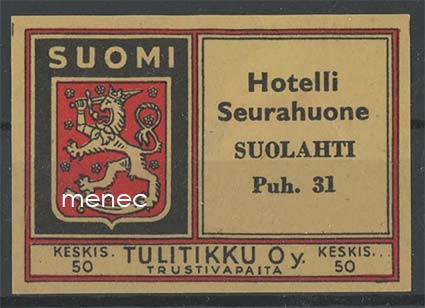 SUOMI
menec
Hotelli
Seurahuone
SUOLAHTI
Puh. 31
KESKIS.
50
TULITIKKU Oy.
TRUSTIVAPAITA
KESKIS...
50